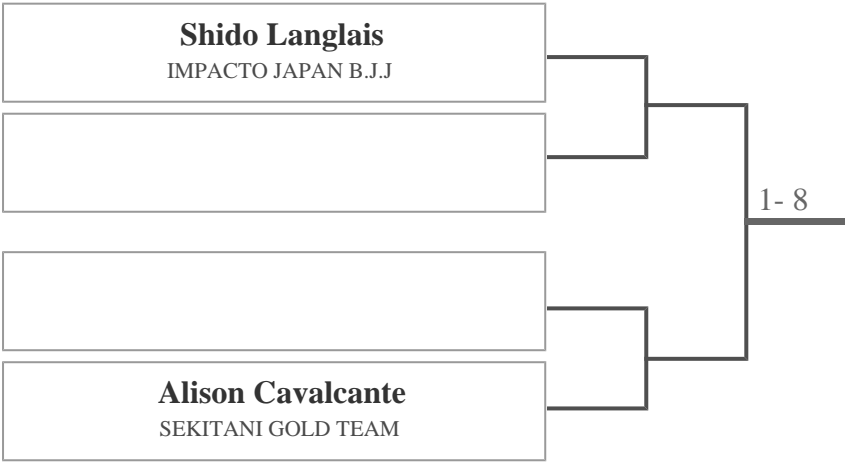 Shido Langlais
IMPACTO JAPAN B.J.J
1- 8
Alison Cavalcante
SEKITANI GOLD TEAM